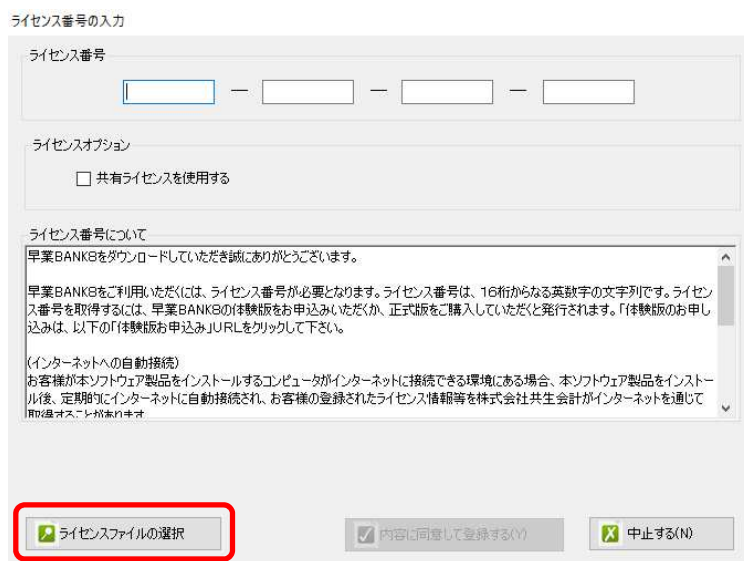 ライセンス番号の入力
ライセンス番号
— — —
ライセンスオプション
共有ライセンスを使用する
ライセンス番号について
早業BANK8をダウンロードしていただき誠にありがとうございます。
早業BANK8をご利用いただくには、ライセンス番号が必要となります。ライセンス番号は、16桁からなる英数字の文字列です。ライセン
ス番号を取得するには、早業BANK8の体験版をお申込みいただくか、正式版をご購入していただくと発行されます。「体験版のお申し
込みは、以下の「体験版お申込み」URLをクリックして下さい。
(インターネットへの自動接続)
お客様が本ソフトウェア製品をインストールするコンピュータがインターネットに接続できる環境にある場合、本ソフトウェア製品をインストー
ル後、定期的にインターネットに自動接続され、お客様の登録されたライセンス情報等を株式会社共生会計がインターネットを通じて
取得することがあります
ライセンスファイルの選択
内容に同意して登録する(Y)
中止する(N)